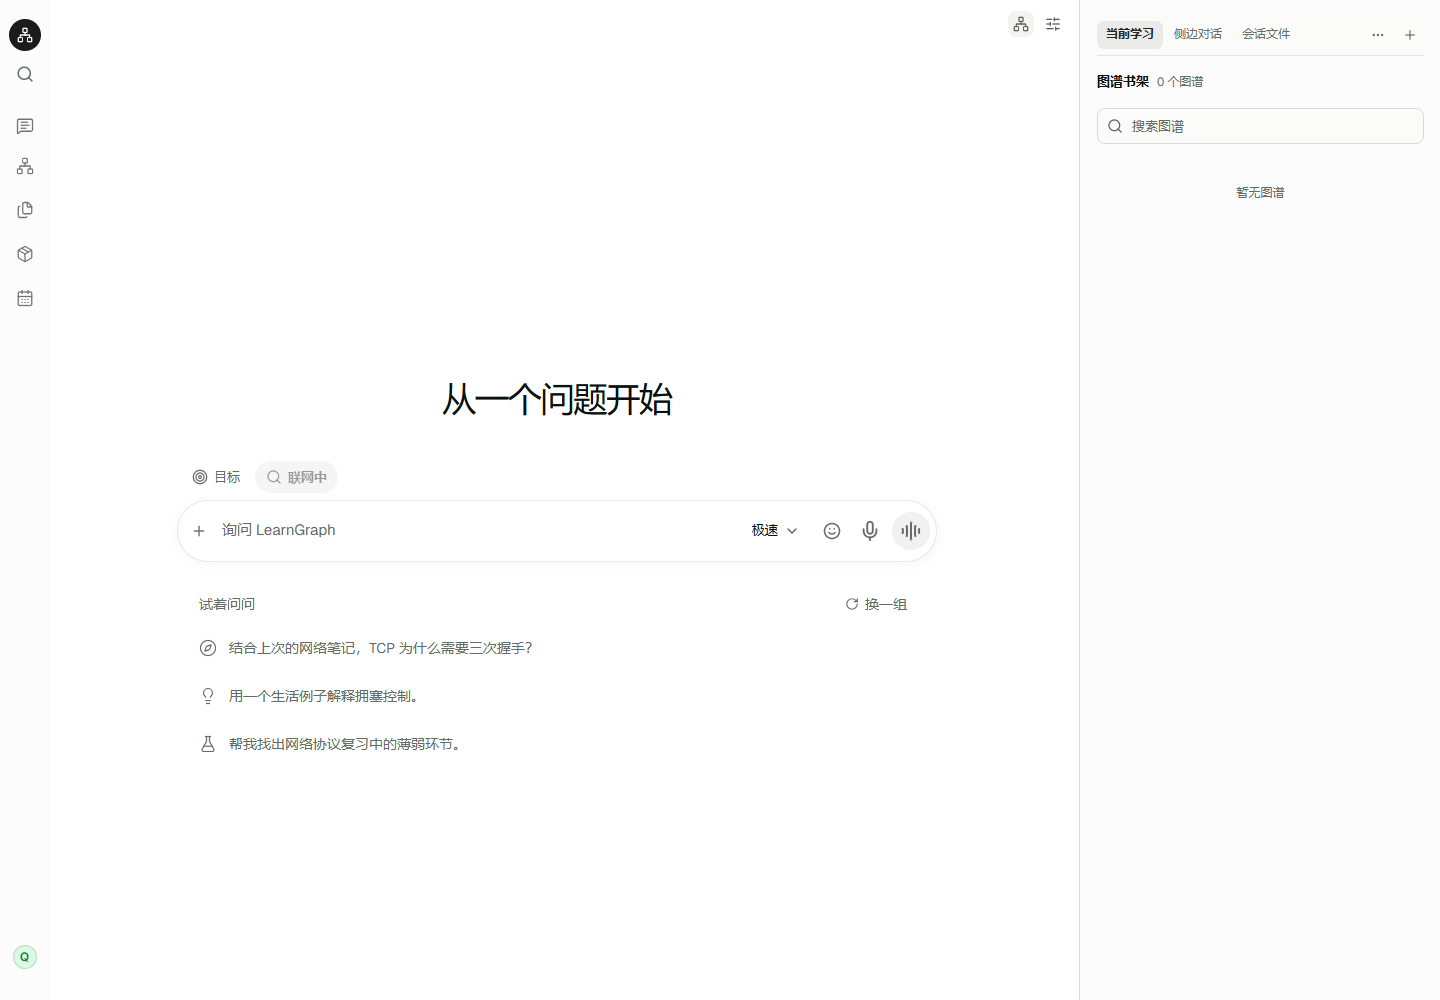 当前学习 侧边对话 会话文件
图谱书架 0 个图谱
搜索图谱
暂无图谱
从一个问题开始
目标 联网中
询问 LearnGraph 极速
试着问问 换一组
结合上次的网络笔记，TCP 为什么需要三次握手？
用一个生活例子解释拥塞控制。
帮我找出网络协议复习中的薄弱环节。
Q